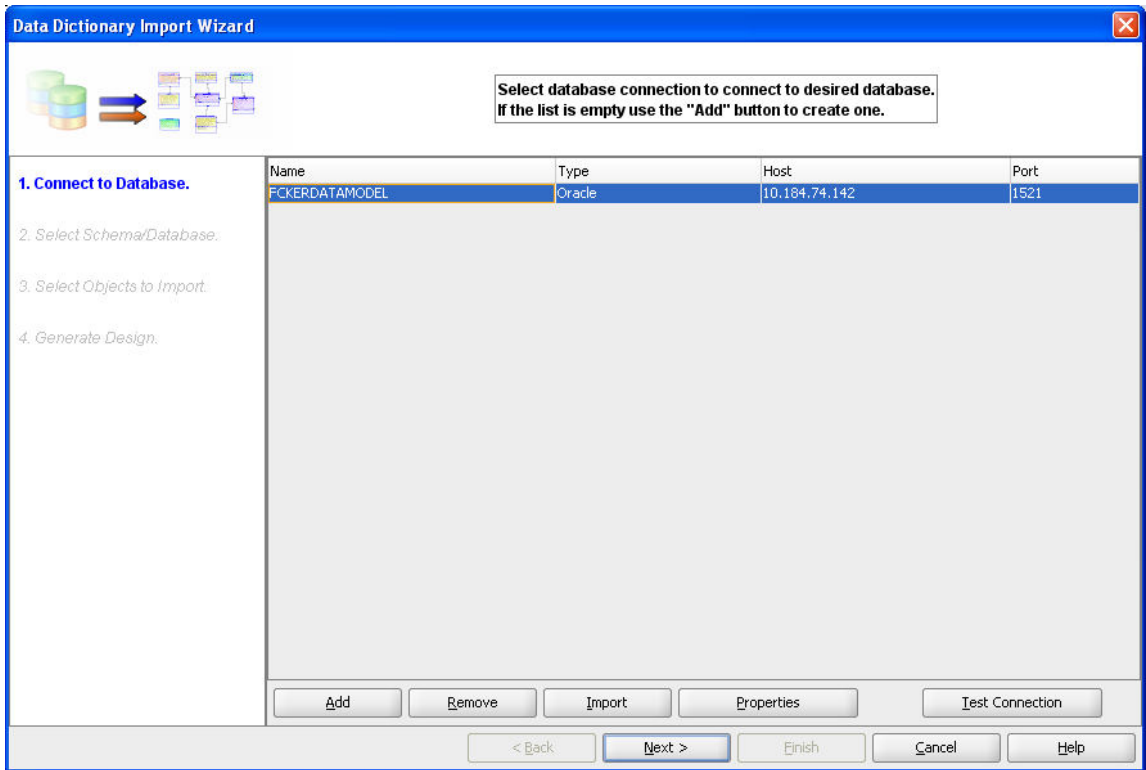 Data Dictionary Import Wizard
Select database connection to connect to desired database.
If the list is empty use the "Add" button to create one.
1. Connect to Database.
2. Select Schema/Database.
3. Select Objects to Import.
4. Generate Design.
Name Type Host Port
FCKERDATAMODEL Oracle 10.184.74.142 1521
Add Remove Import Properties Test Connection
< Back Next > Finish Cancel Help